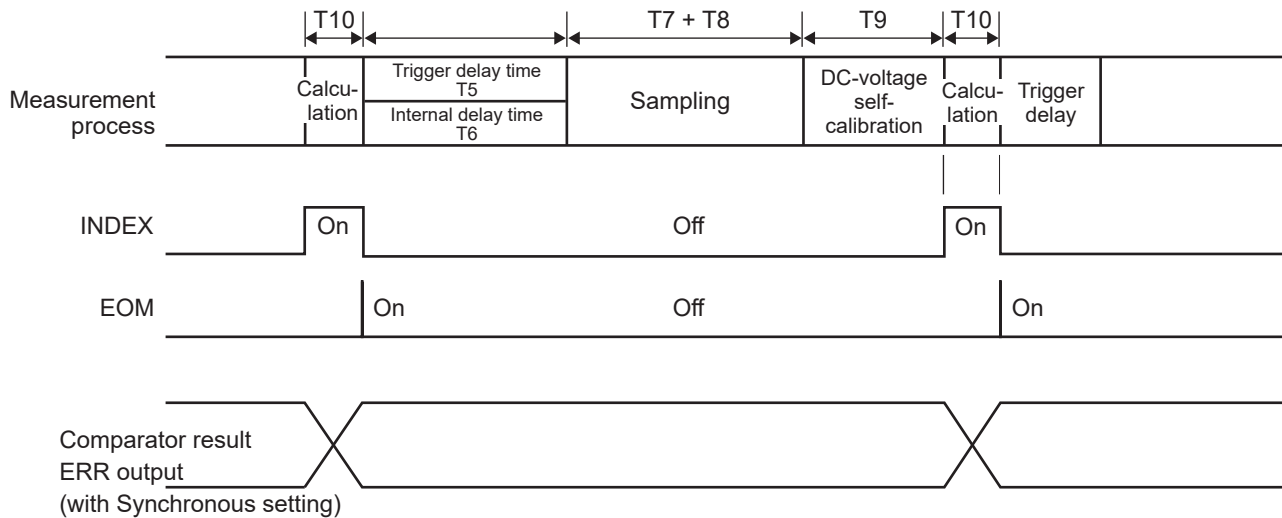 T10
T7 + T8
T9
T10
Measurement
process
Calcu-
lation
Trigger delay time
T5
Internal delay time
T6
Sampling
DC-voltage
self-
calibration
Calcu-
lation
Trigger
delay
INDEX
On
Off
On
EOM
On
Off
On
Comparator result
ERR output
(with Synchronous setting)